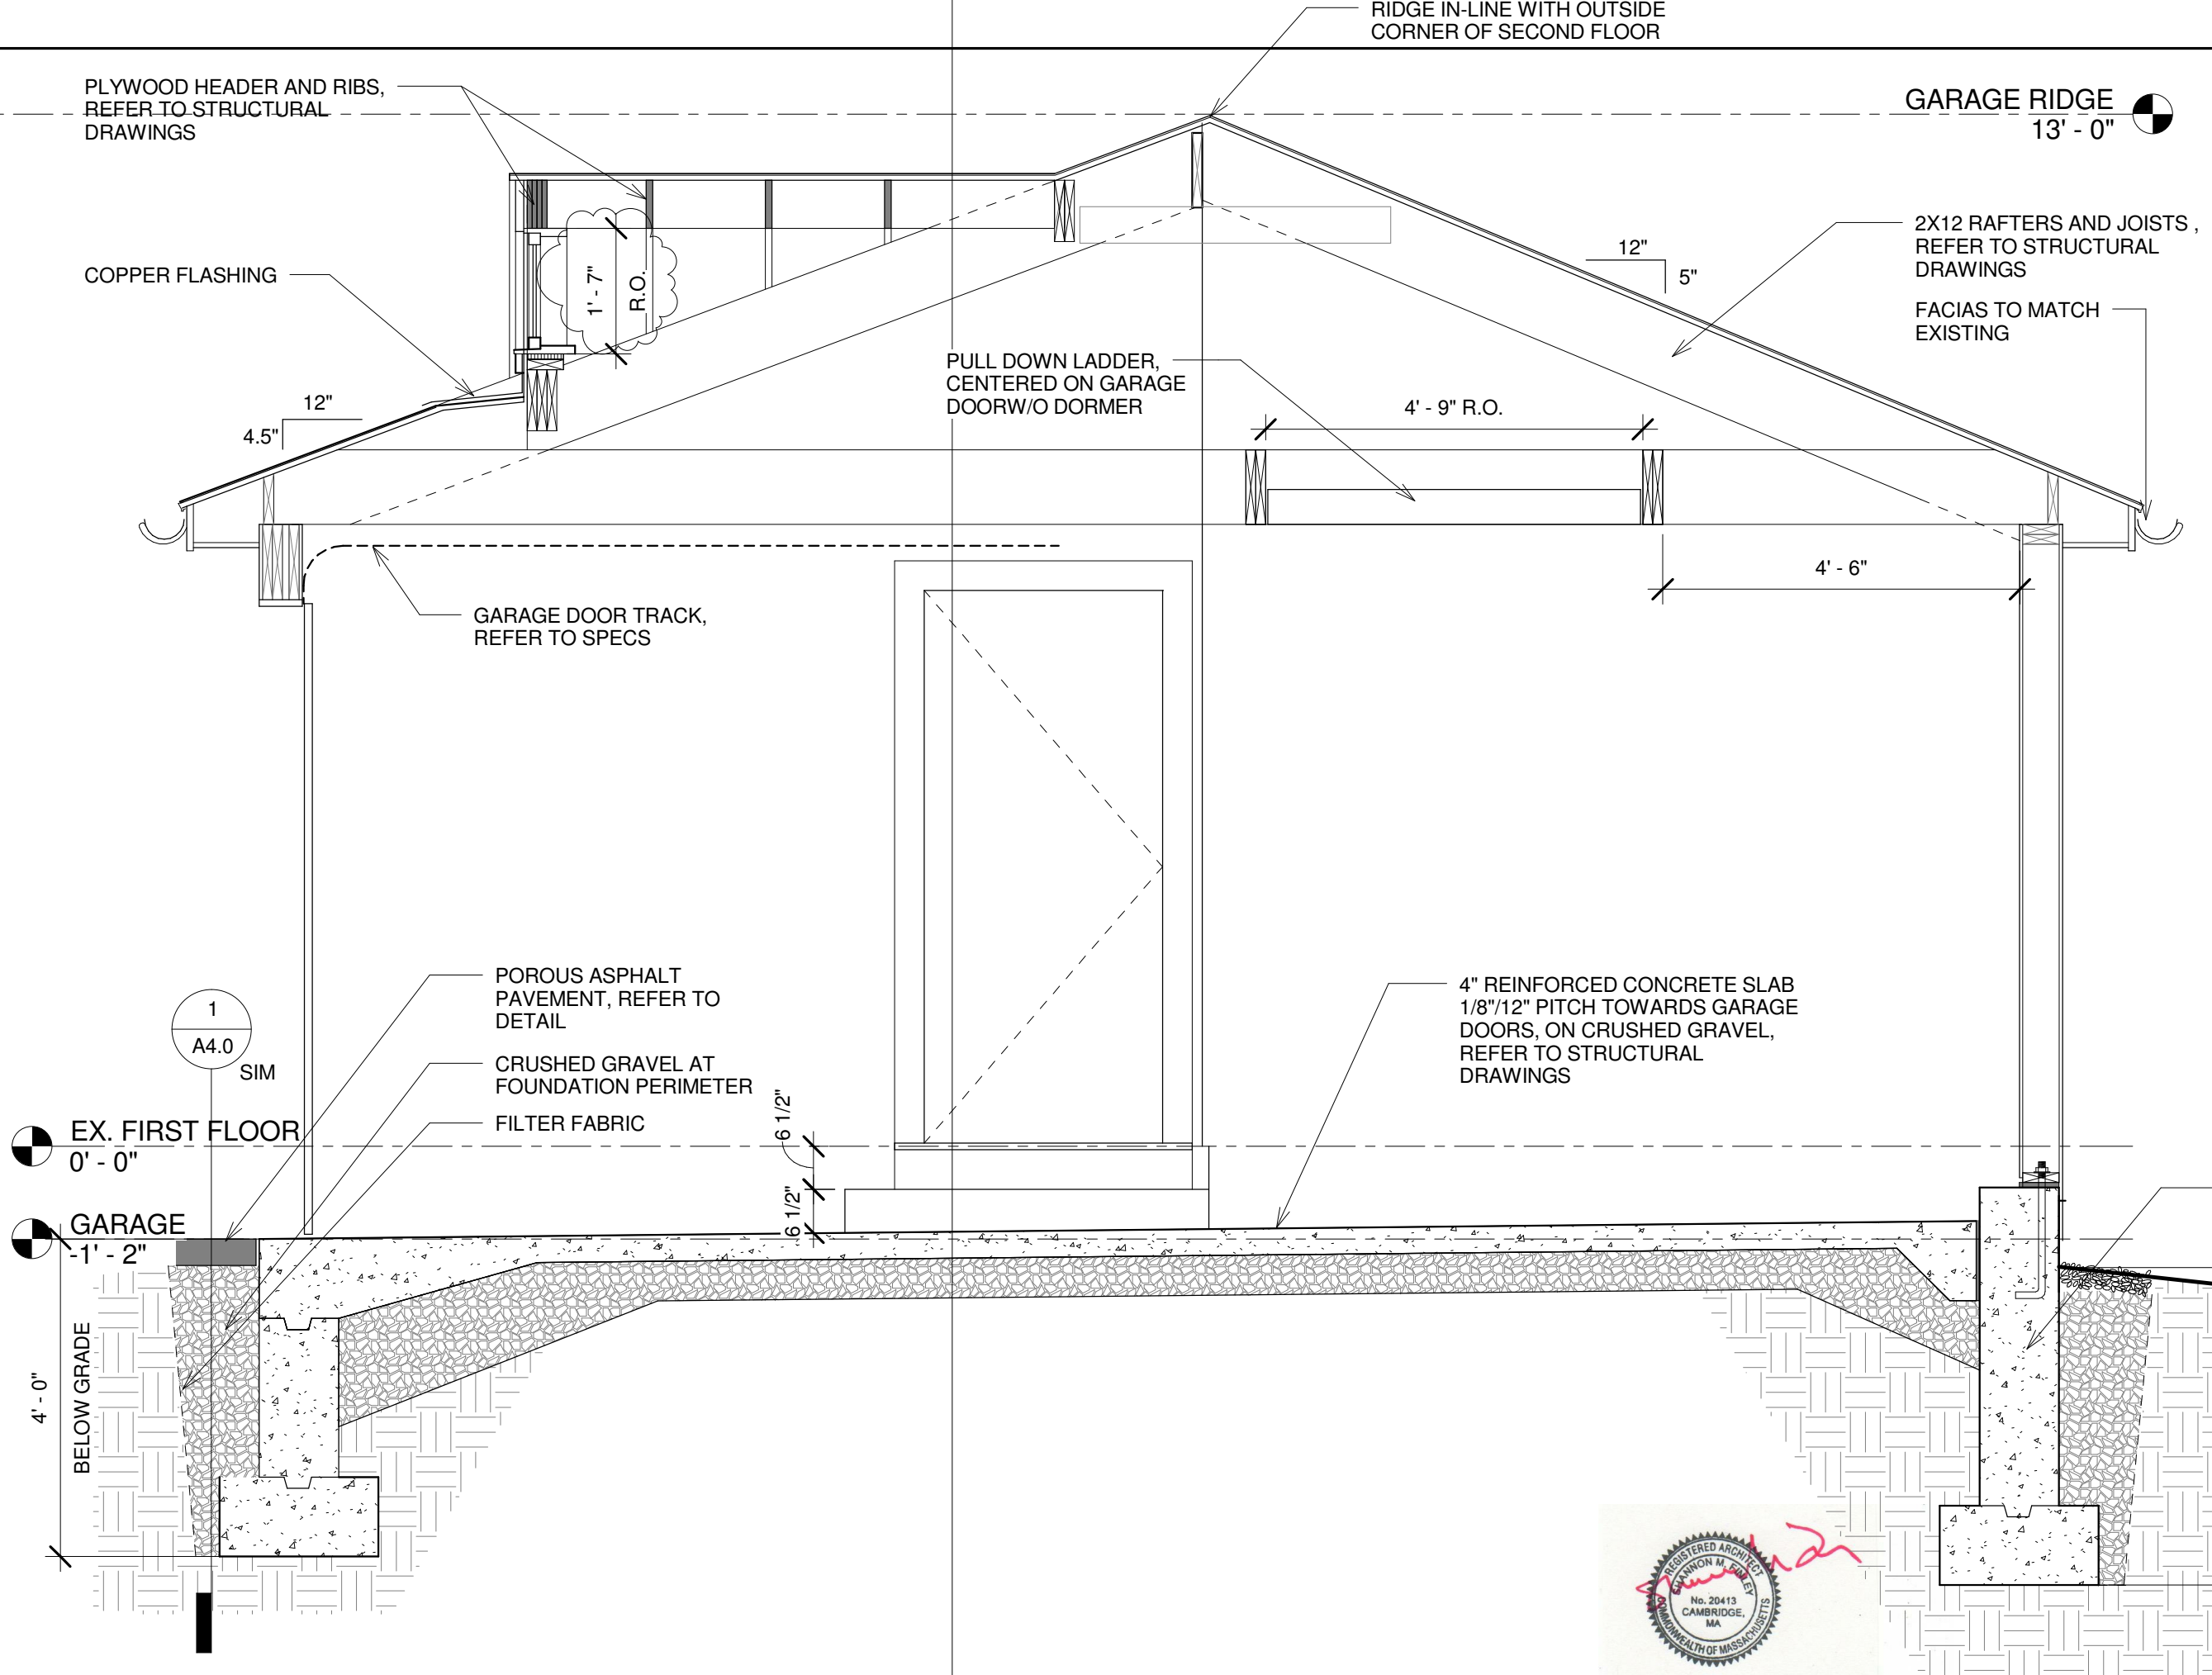 RIDGE IN-LINE WITH OUTSIDE
CORNER OF SECOND FLOOR
PLYWOOD HEADER AND RIBS,
REFER TO STRUCTURAL
DRAWINGS
GARAGE RIDGE
13' - 0"
2X12 RAFTERS AND JOISTS ,
REFER TO STRUCTURAL
DRAWINGS
12"
5"
COPPER FLASHING
1' - 7"
R.O.
FACIAS TO MATCH
EXISTING
PULL DOWN LADDER,
CENTERED ON GARAGE
DOORW/O DORMER
12"
4.5"
4' - 9" R.O.
4' - 6"
GARAGE DOOR TRACK,
REFER TO SPECS
POROUS ASPHALT
PAVEMENT, REFER TO
DETAIL
4" REINFORCED CONCRETE SLAB
1/8"/12" PITCH TOWARDS GARAGE
DOORS, ON CRUSHED GRAVEL,
REFER TO STRUCTURAL
DRAWINGS
1
A4.0
SIM
CRUSHED GRAVEL AT
FOUNDATION PERIMETER
FILTER FABRIC
6 1/2"
6 1/2"
EX. FIRST FLOOR
0' - 0"
GARAGE
-1' - 2"
4' - 0"
BELOW GRADE
REGISTERED ARCHITECT
SHANNON M. FINLEY
No. 20413
CAMBRIDGE,
MA
COMMONWEALTH OF MASSACHUSETTS